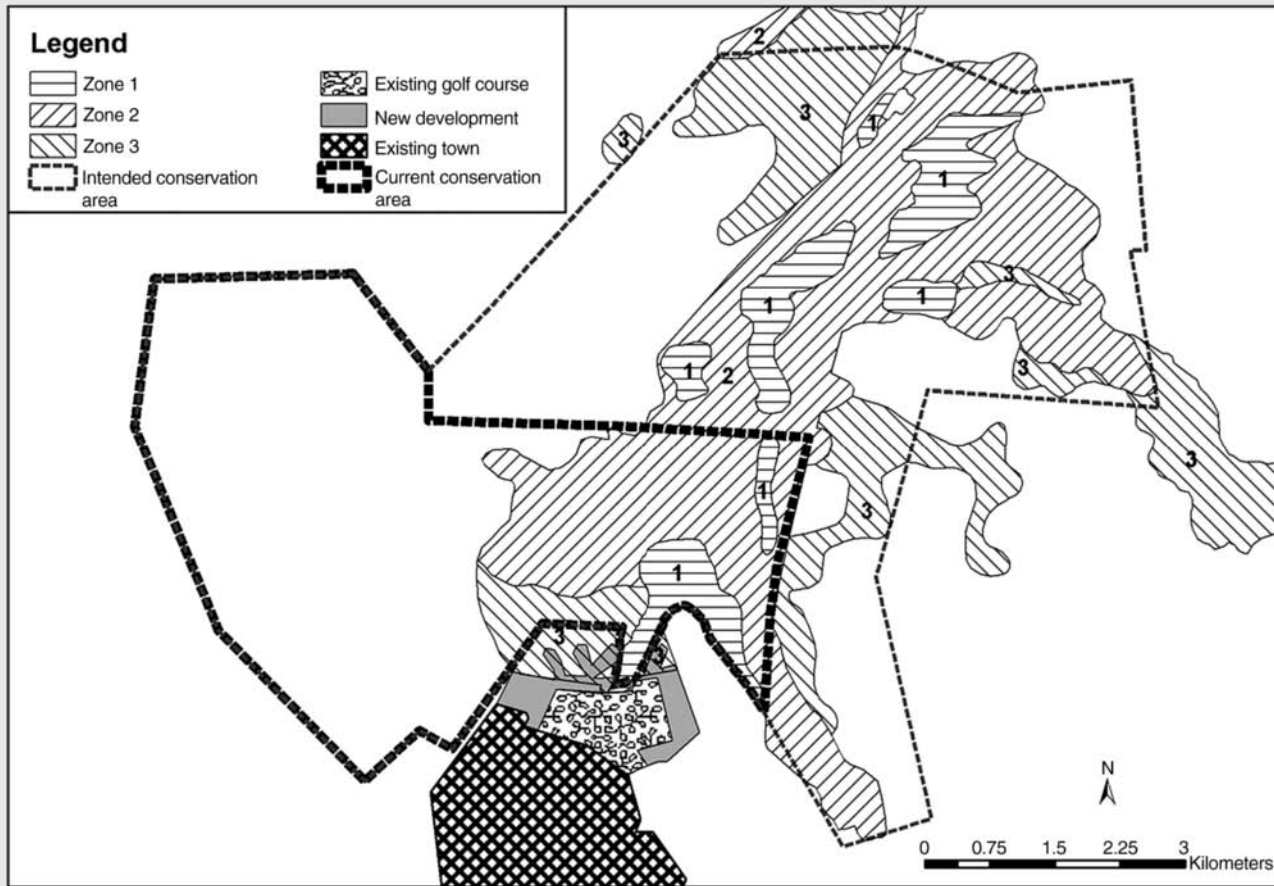 Legend
Zone 1
Zone 2
Zone 3
Intended conservation
area
Existing golf course
New development
Existing town
Current conservation
area
2
3
3
1
1
3
1
1
3
1
2
3
1
3
1
3
3
N
0 0.75 1.5 2.25 3
Kilometers